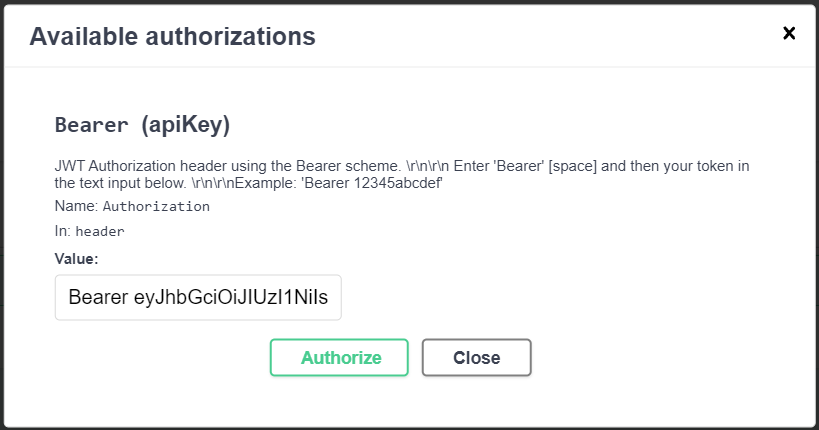 Available authorizations
Bearer (apiKey)
JWT Authorization header using the Bearer scheme. \r\n\r\n Enter 'Bearer' [space] and then your token in
the text input below. \r\n\r\nExample: 'Bearer 12345abcdef'
Name: Authorization
In: header
Value:
Bearer eyJhbGciOiJIUzI1NiIs
Authorize Close